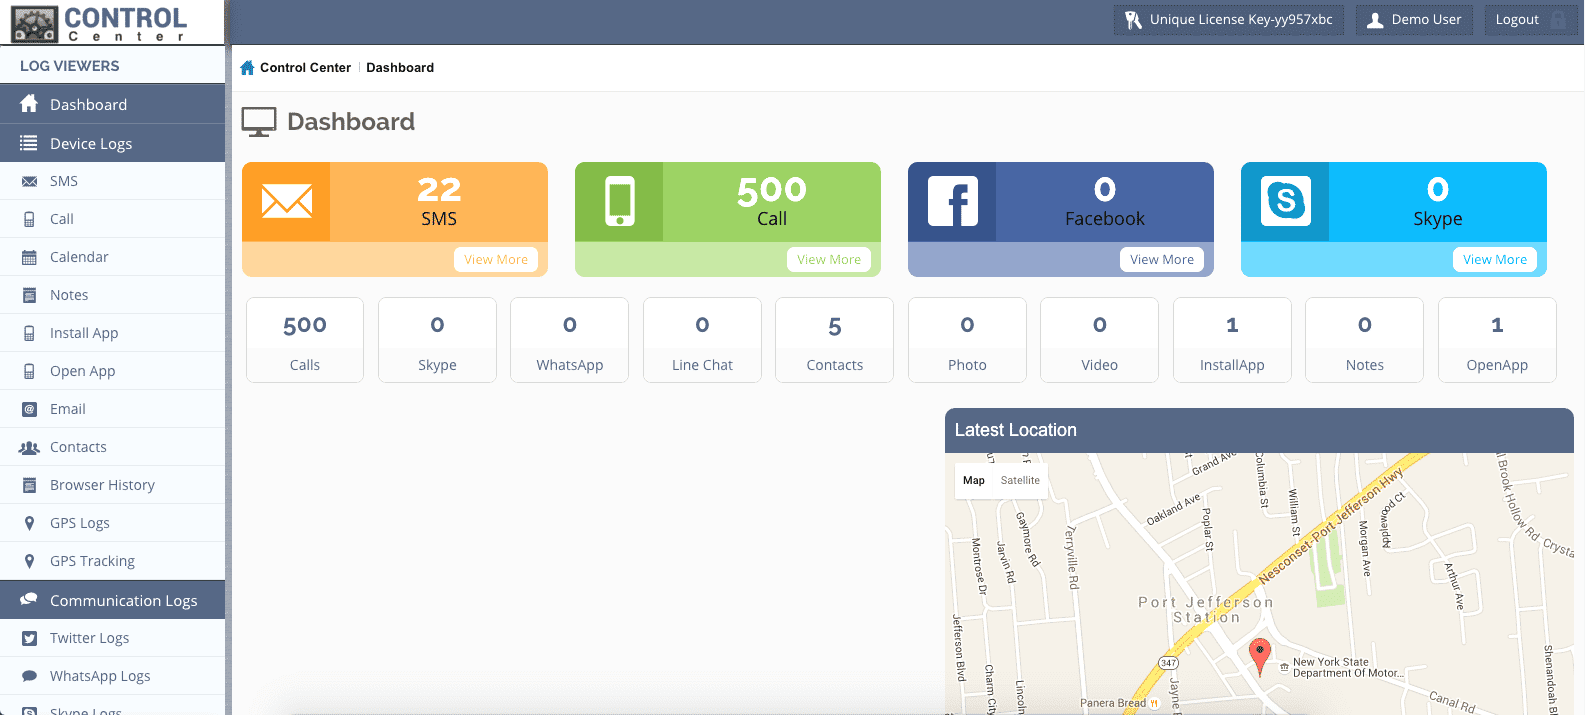 CONTROL
Center
Unique License Key-yy957xbc
Demo User
Logout
LOG VIEWERS
Dashboard
Device Logs
SMS
Call
Calendar
Notes
Install App
Open App
Email
Contacts
Browser History
GPS Logs
GPS Tracking
Communication Logs
Twitter Logs
WhatsApp Logs
Skype Logs
Control Center
Dashboard
Dashboard
22
SMS
View More
500
Call
View More
0
Facebook
View More
0
Skype
View More
500
Calls
0
Skype
0
WhatsApp
0
Line Chat
5
Contacts
0
Photo
0
Video
1
InstallApp
0
Notes
1
OpenApp
Latest Location
Map
Satellite
Grand Ave
Columbia St
William St
Oakland Ave
Poplar St
Nesconset-Port Jefferson Hwy
Morgan Ave
Arthur Ave
Brook Hollow Rd
Crysta
Terryville Rd
Gaymore Rd
Jarvin Rd
Montrose Dr
Port Jefferson
Station
347
New York State
Department Of Motor...
Panera Bread
Jefferson Blvd
Charm City
Lincoln
Jayne
Canal Rd
Shenandoah Bl